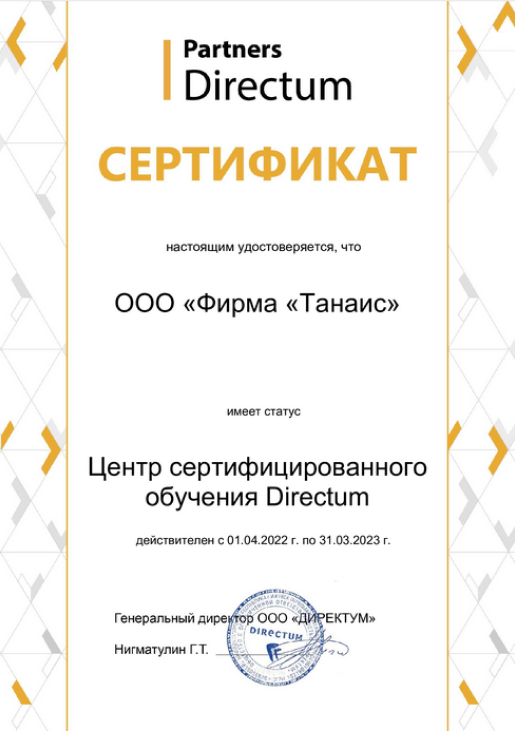 Partners
Directum
СЕРТИФИКАТ
настоящим удостоверяется, что
ООО «Фирма «Танаис»
имеет статус
Центр сертифицированного
обучения Directum
действителен с 01.04.2022 г. по 31.03.2023 г.
Генеральный директор ООО «ДИРЕКТУМ»
DIRECTUM
Нигматулин Г.Т.